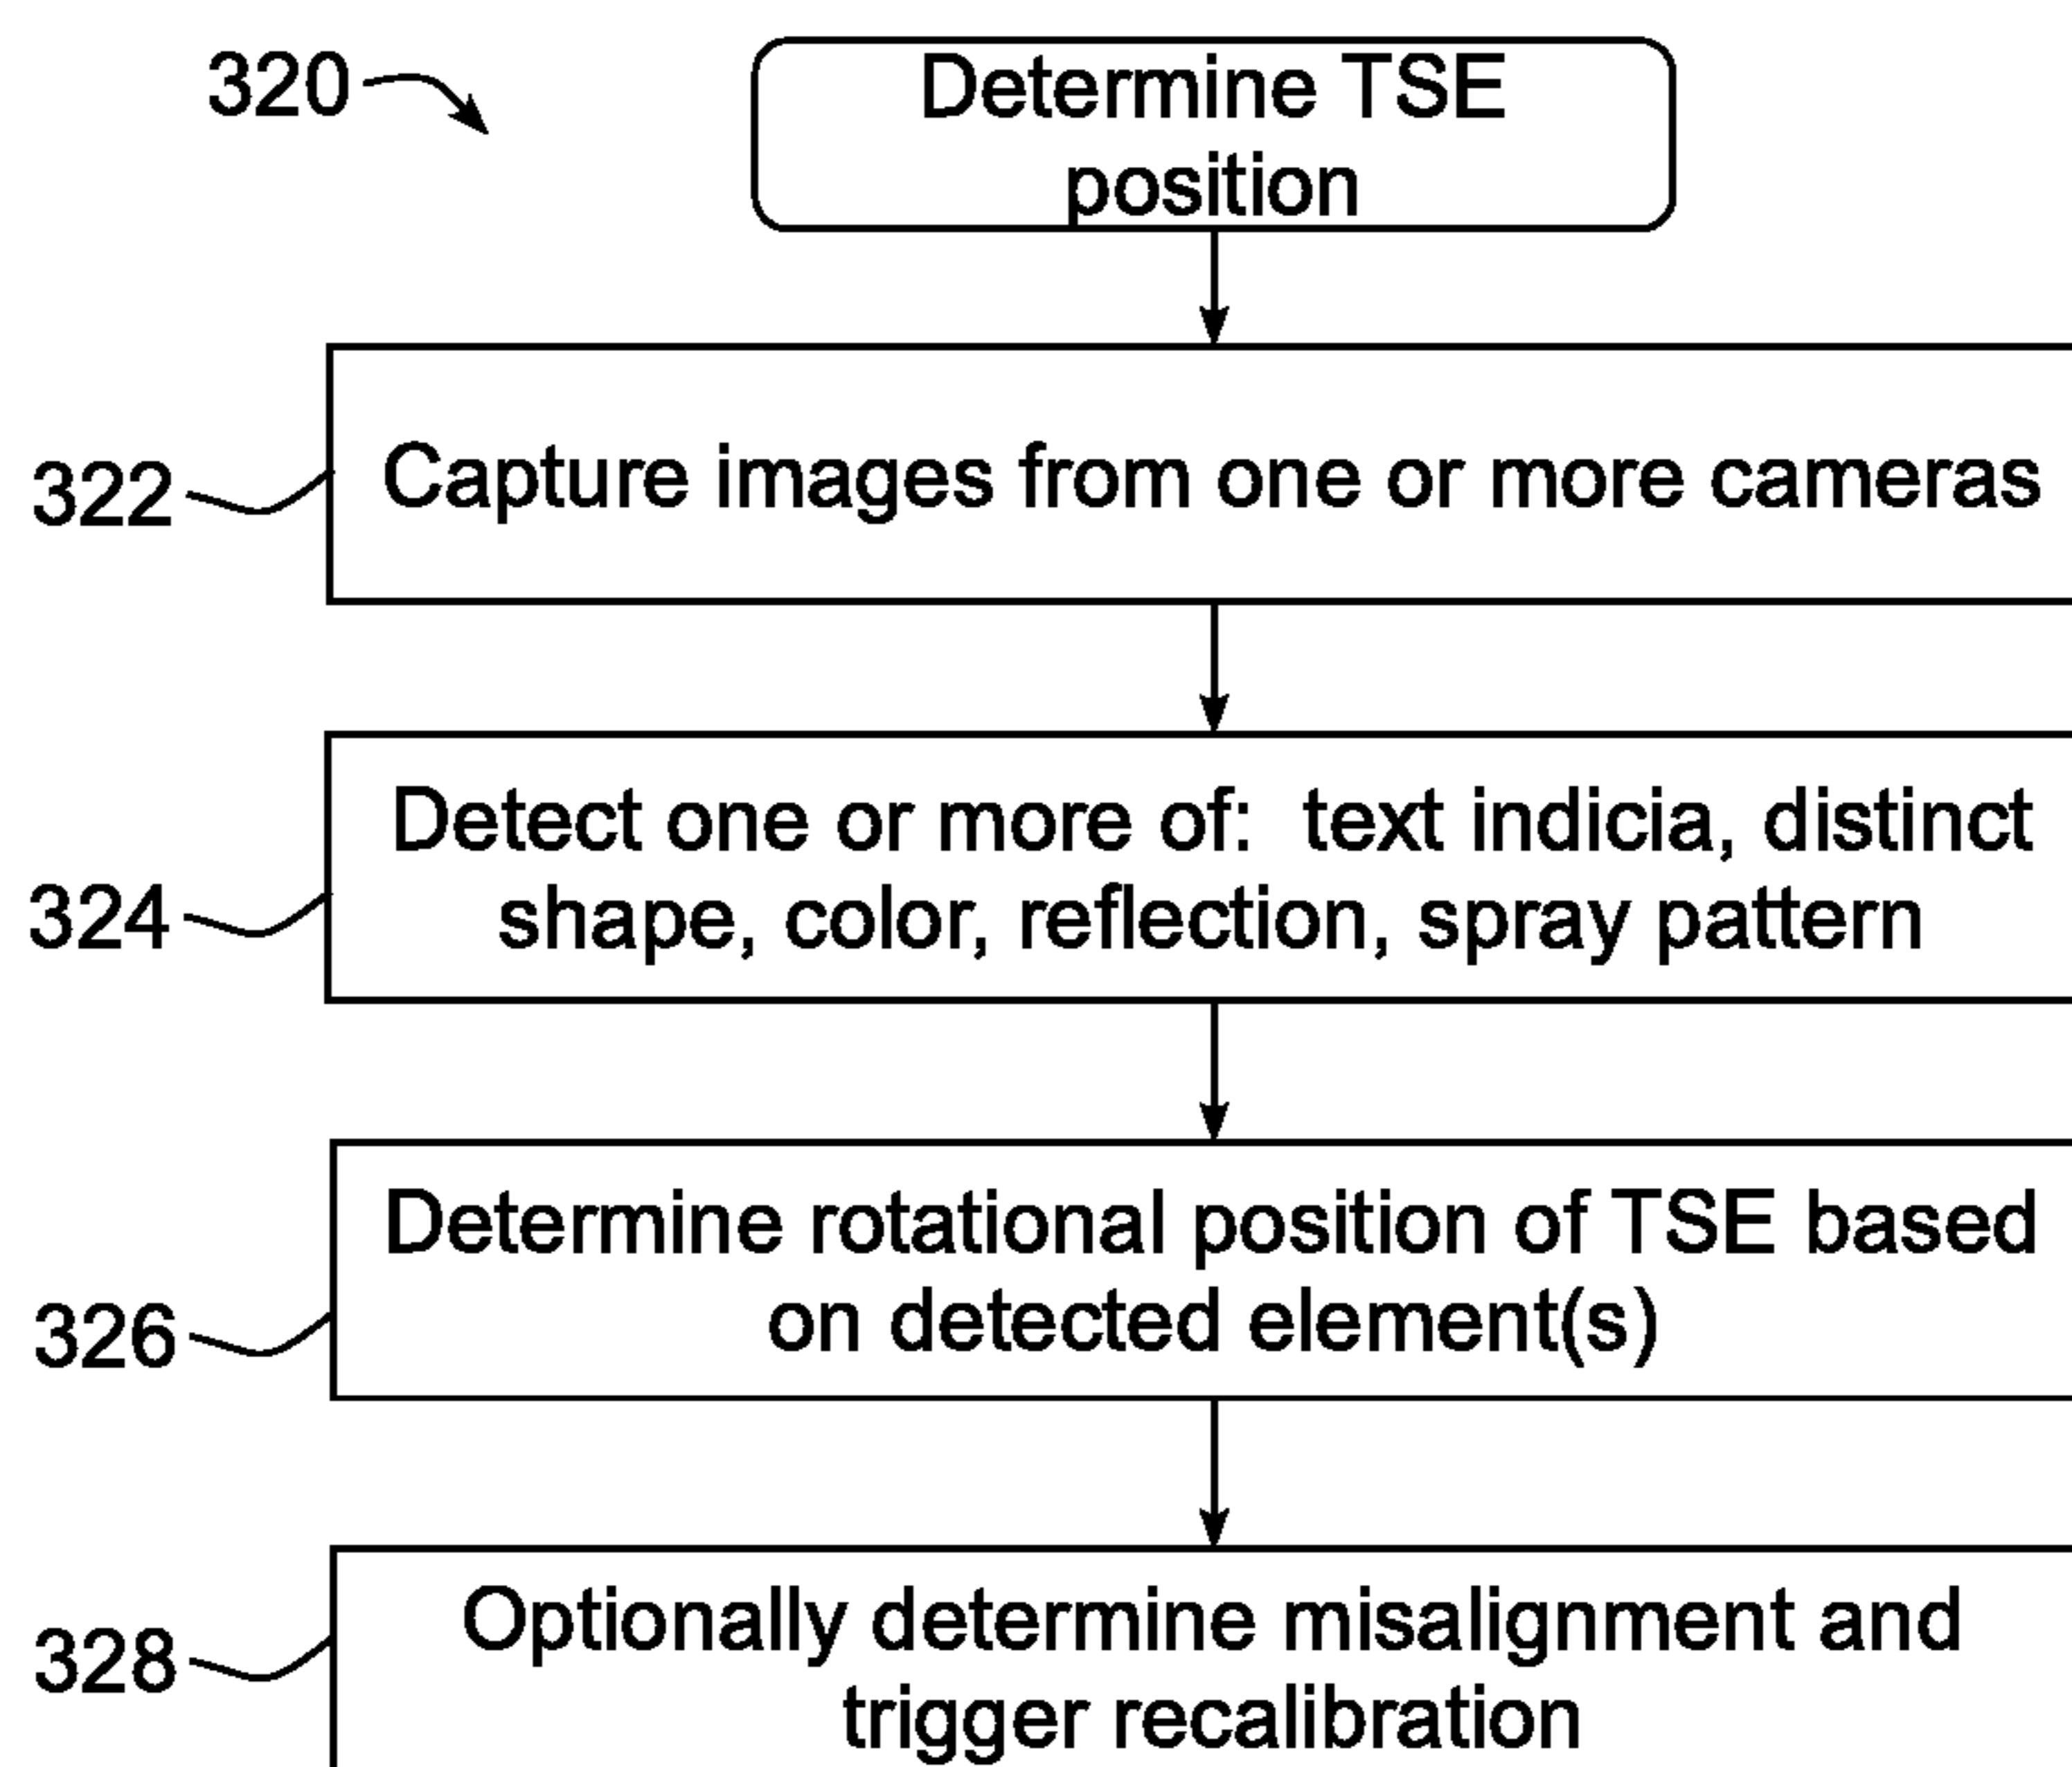 320
Determine TSE
position
322
Capture images from one or more cameras
324
Detect one or more of: text indicia, distinct
shape, color, reflection, spray pattern
326
Determine rotational position of TSE based
on detected element(s)
328
Optionally determine misalignment and
trigger recalibration